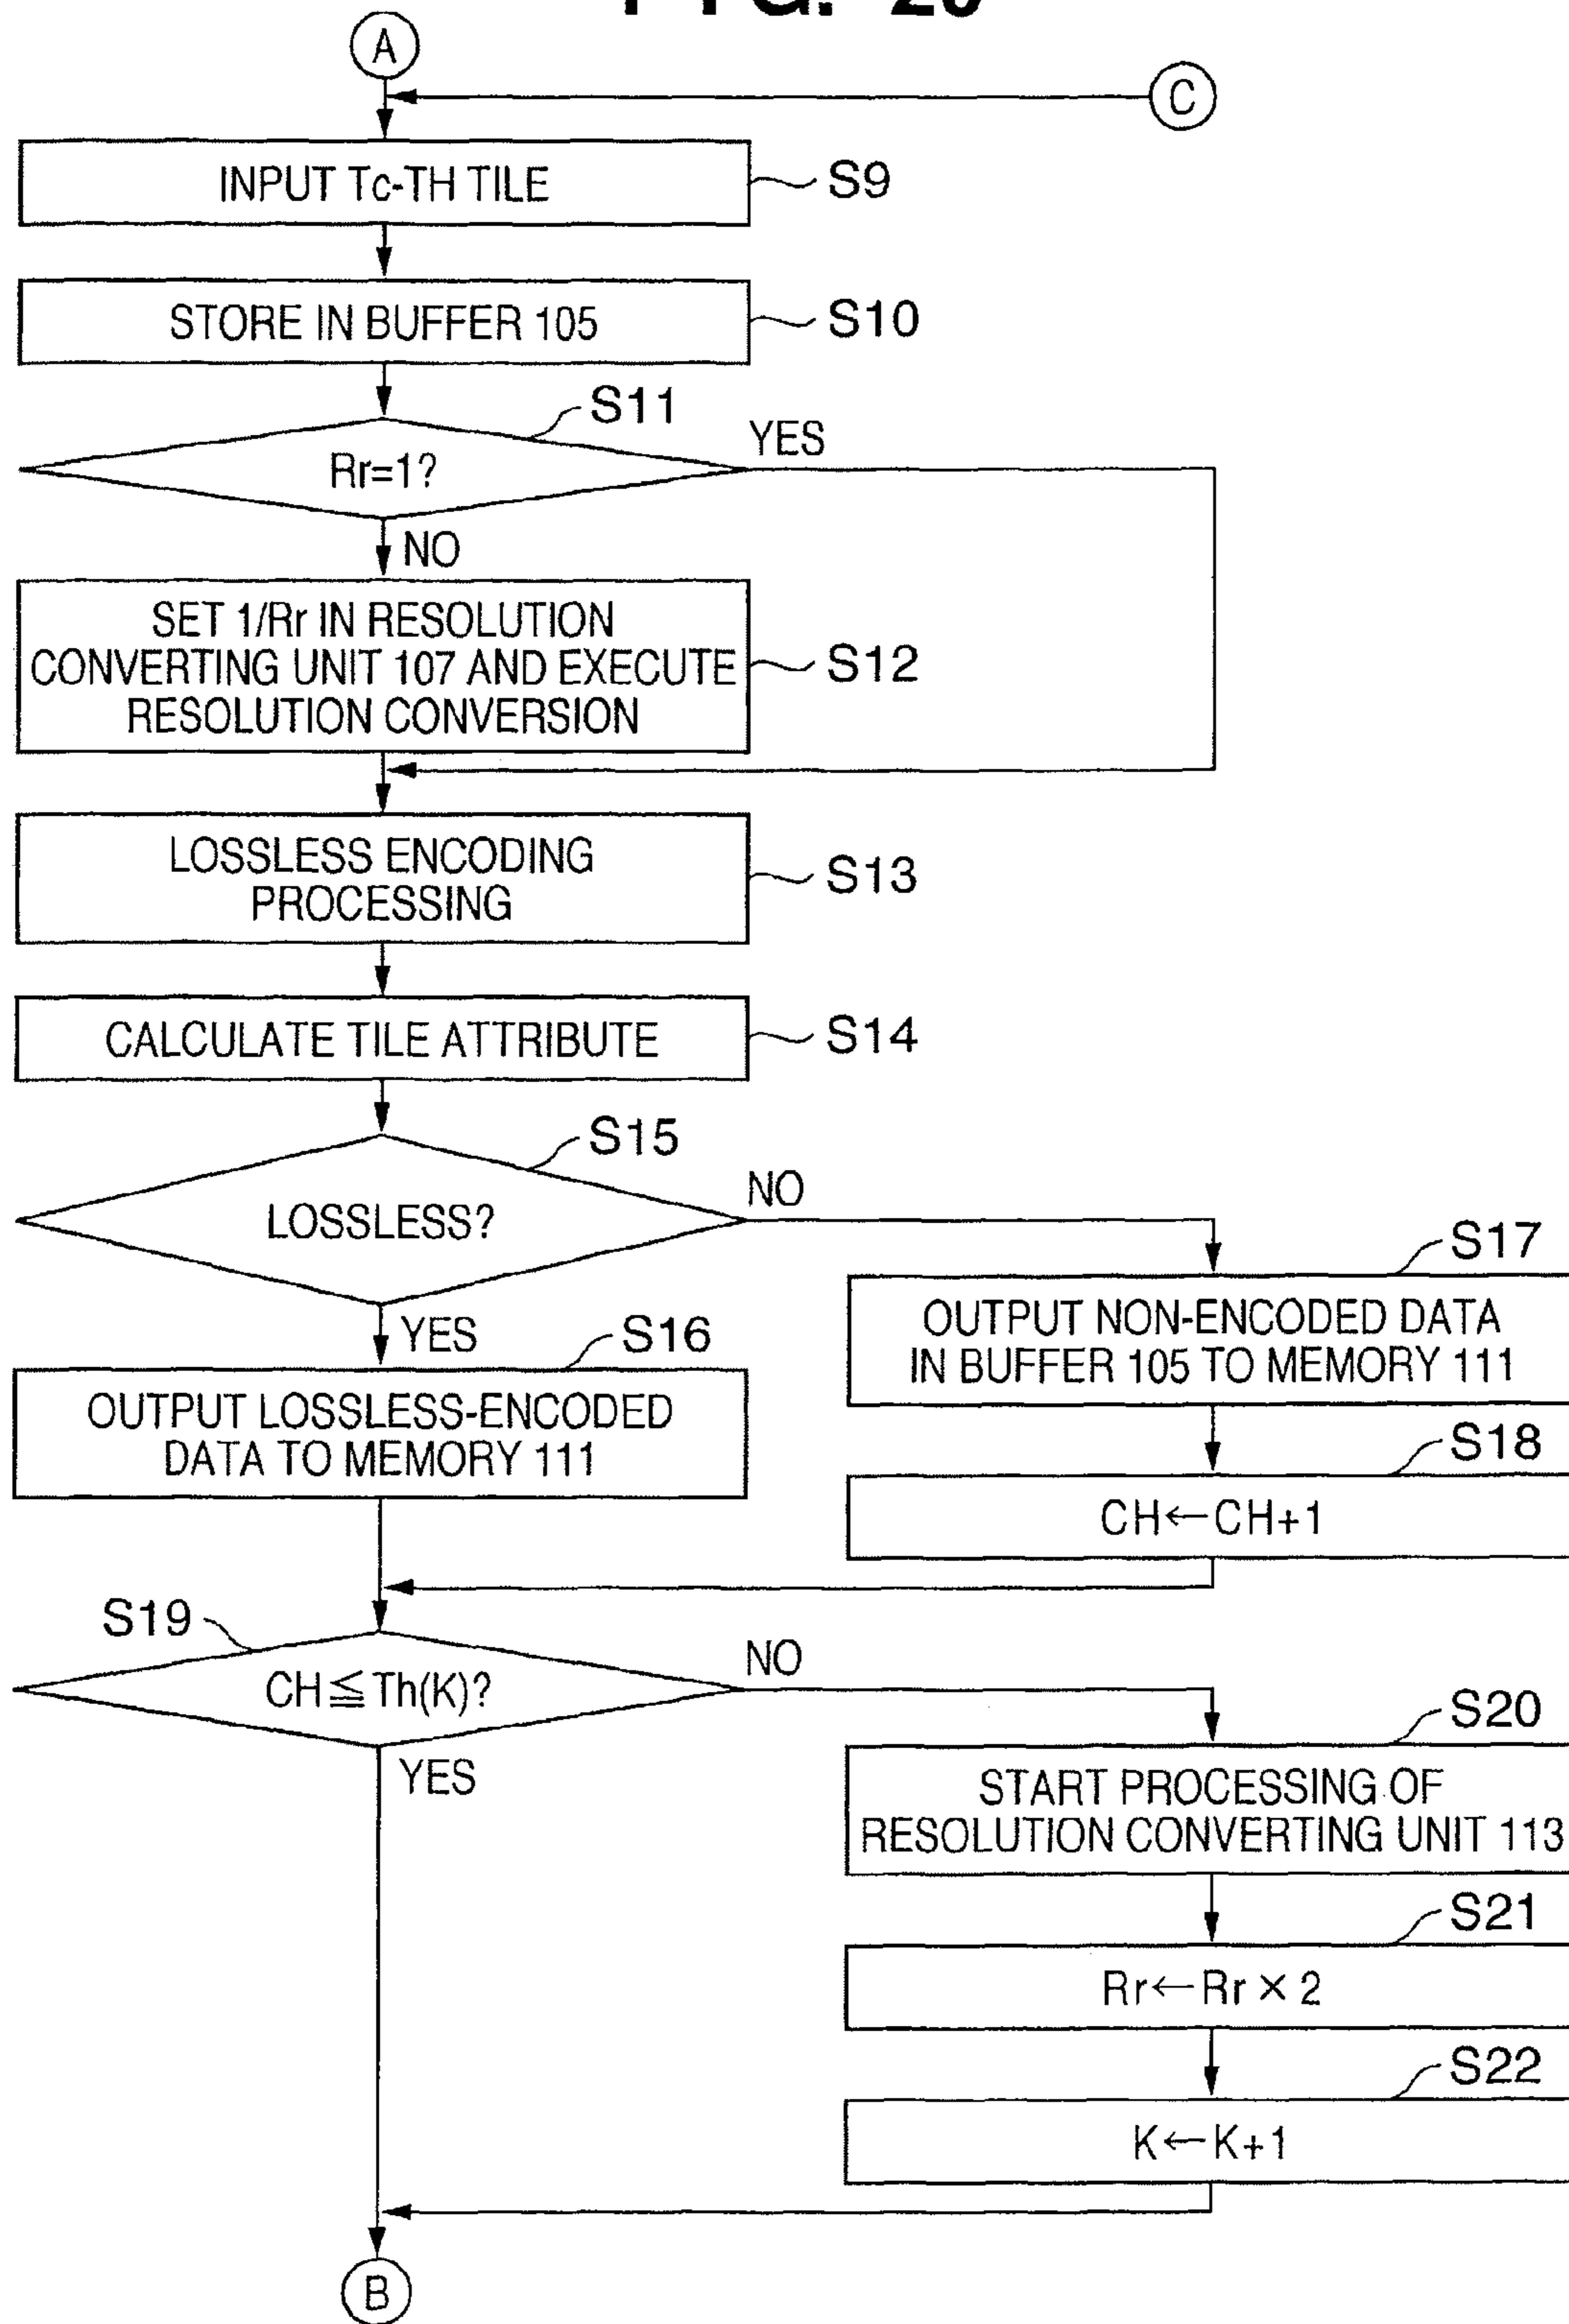 FIG. 20
A
C
INPUT Tc-TH TILE
S9
STORE IN BUFFER 105
S10
S11
YES
Rr=1?
NO
SET 1/Rr IN RESOLUTION
CONVERTING UNIT 107 AND EXECUTE
RESOLUTION CONVERSION
S12
LOSSLESS ENCODING
PROCESSING
S13
CALCULATE TILE ATTRIBUTE
S14
S15
NO
LOSSLESS?
S17
YES
S16
OUTPUT NON-ENCODED DATA
IN BUFFER 105 TO MEMORY 111
OUTPUT LOSSLESS-ENCODED
DATA TO MEMORY 111
S18
CH←CH+1
S19
NO
CH≦Th(K)?
S20
YES
START PROCESSING OF
RESOLUTION CONVERTING UNIT 113
S21
Rr←Rr×2
S22
K←K+1
B